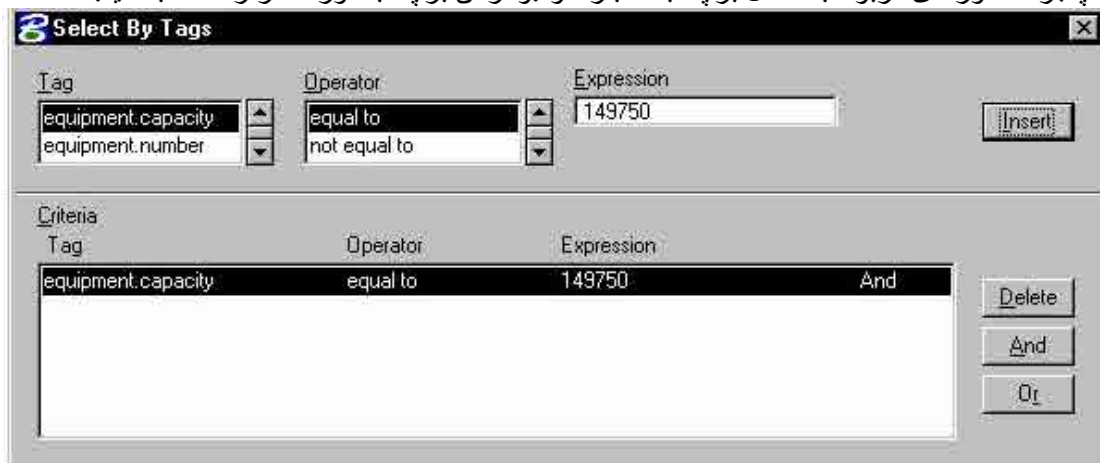 Select By Tags
Tag Operator Expression
equipment.capacity equal to 149750 Insert
equipment.number not equal to
Criteria
Tag Operator Expression
equipment.capacity equal to 149750 And
Delete
And
Or